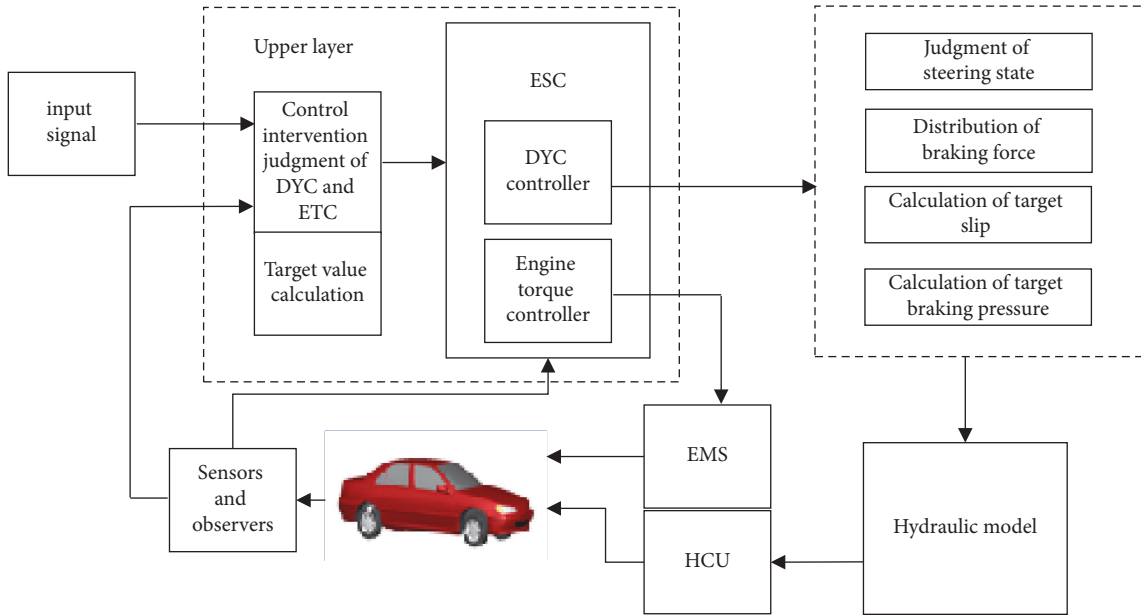 Upper layer
input
signal
Control
intervention
judgment of
DYC and
ETC
Target value
calculation
ESC
DYC
controller
Engine
torque
controller
Judgment of
steering state
Distribution of
braking force
Calculation of target
slip
Calculation of target
braking pressure
Sensors
and
observers
EMS
HCU
Hydraulic model